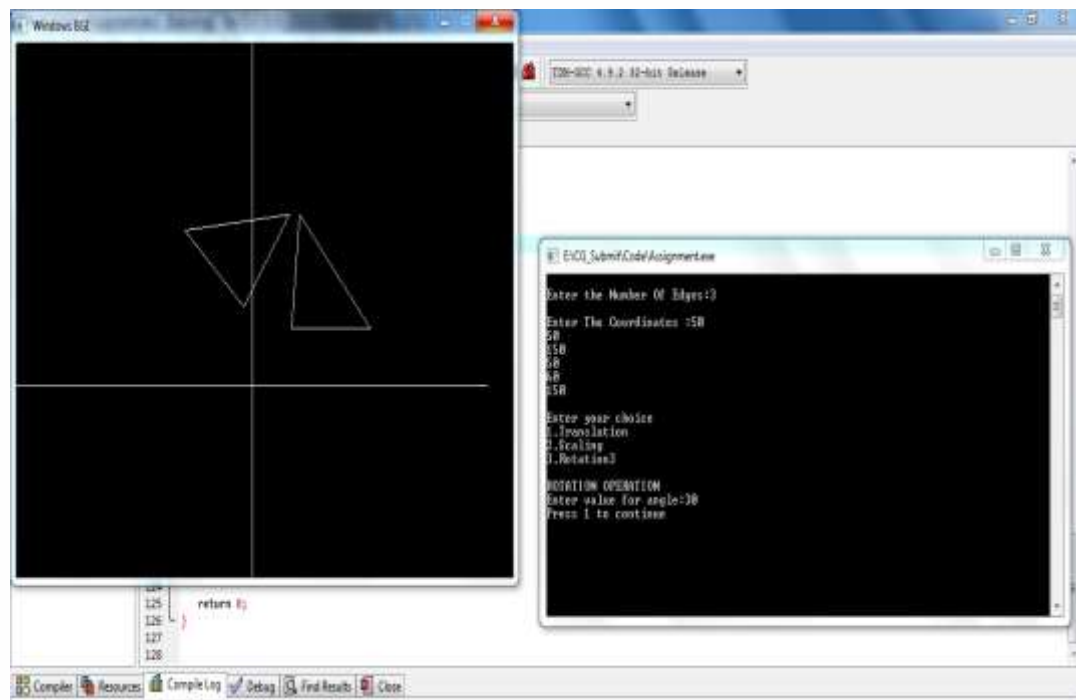 Windows BGI
TDM-GCC 4.9.2 32-bit Release
E:\CG_Submit\Code\Assignment.exe
Enter the Number Of Edges:3
Enter The Coordinates :50
50
150
50
60
150
Enter your choice
1.Translation
2.Scaling
3.Rotation3
ROTATION OPERATION
Enter value for angle:30
Press 1 to continue
124
125 return 0;
126 }
127
128
Compiler Resources Compile Log Debug Find Results Close